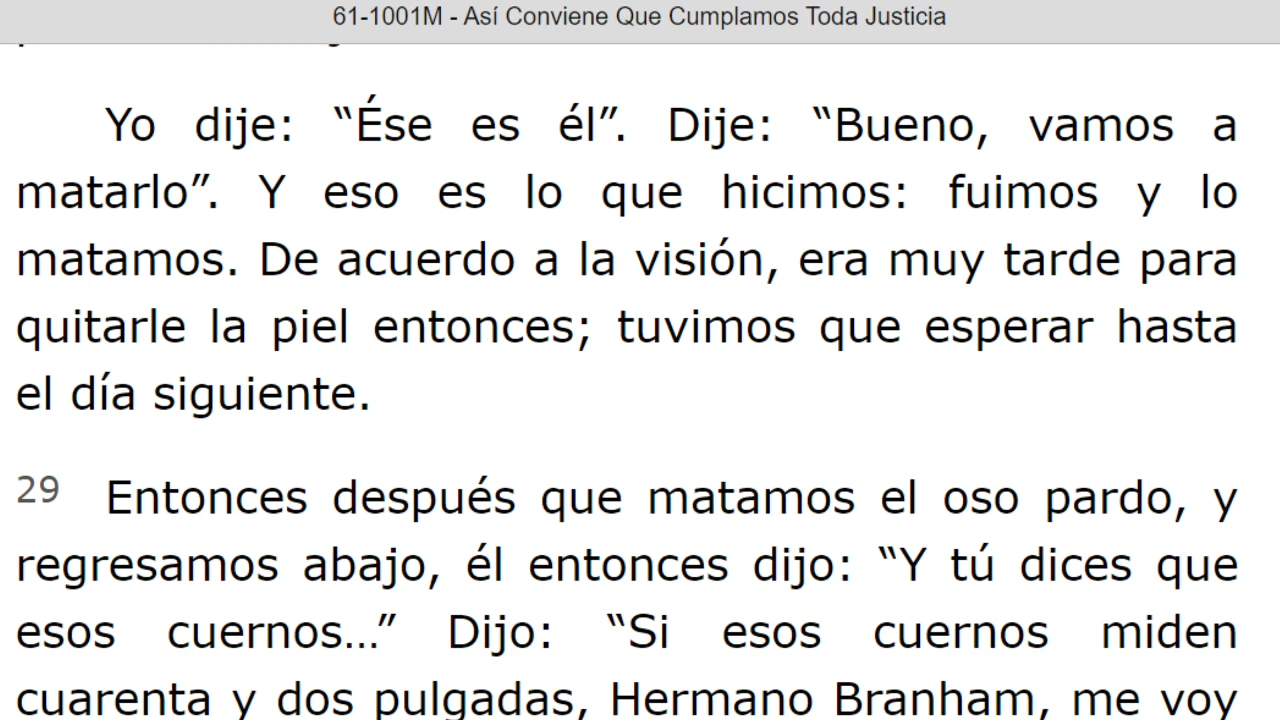 61-1001M - Así Conviene Que Cumplamos Toda Justicia
Yo dije: “Ése es él”. Dije: “Bueno, vamos a
matarlo”. Y eso es lo que hicimos: fuimos y lo
matamos. De acuerdo a la visión, era muy tarde para
quitarle la piel entonces; tuvimos que esperar hasta
el día siguiente.
29 Entonces después que matamos el oso pardo, y
regresamos abajo, él entonces dijo: “Y tú dices que
esos cuernos…” Dijo: “Si esos cuernos miden
cuarenta y dos pulgadas, Hermano Branham, me voy